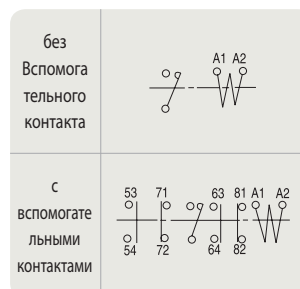 без
Вспомога
тельного
контакта
A1 A2
с
вспомогате
льными
контактами
53 71 63 81 A1 A2
54 72 64 82